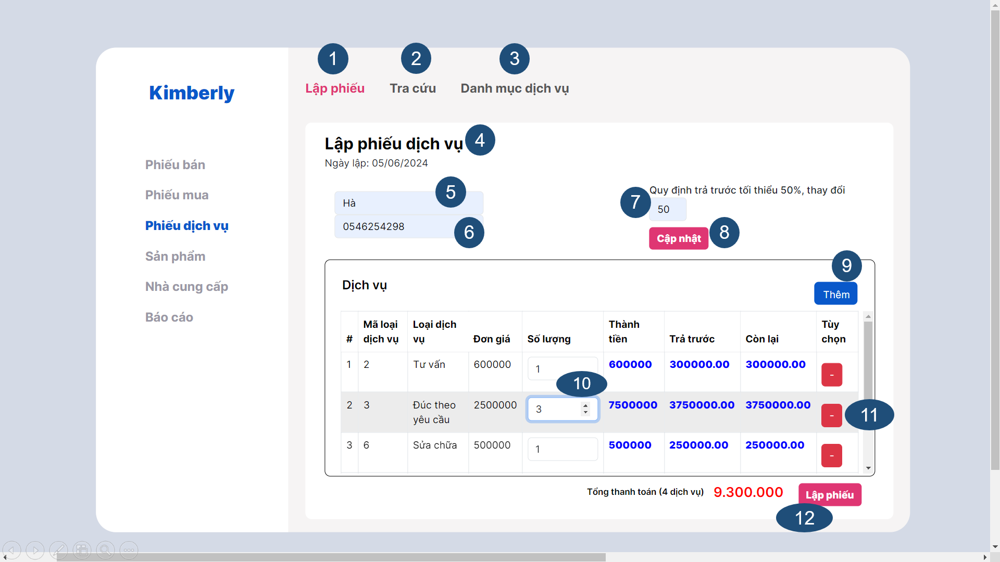 1
2
3
Kimberly
Lập phiếu
Tra cứu
Danh mục dịch vụ
Phiếu bán
Phiếu mua
Phiếu dịch vụ
Sản phẩm
Nhà cung cấp
Báo cáo
Lập phiếu dịch vụ
4
Ngày lập: 05/06/2024
5
Hà
0546254298
6
Quy định trả trước tối thiểu 50%, thay đổi
7
50
Cập nhật
8
9
Dịch vụ
Thêm
# Mã loại dịch vụ Loại dịch vụ Đơn giá Số lượng Thành tiền Trả trước Còn lại Tùy chọn
1 2 Tư vấn 600000 1 600000 300000.00 300000.00 -
10
2 3 Đúc theo yêu cầu 2500000 3 7500000 3750000.00 3750000.00 -
11
3 6 Sửa chữa 500000 1 500000 250000.00 250000.00 -
Tổng thanh toán (4 dịch vụ) 9.300.000
Lập phiếu
12